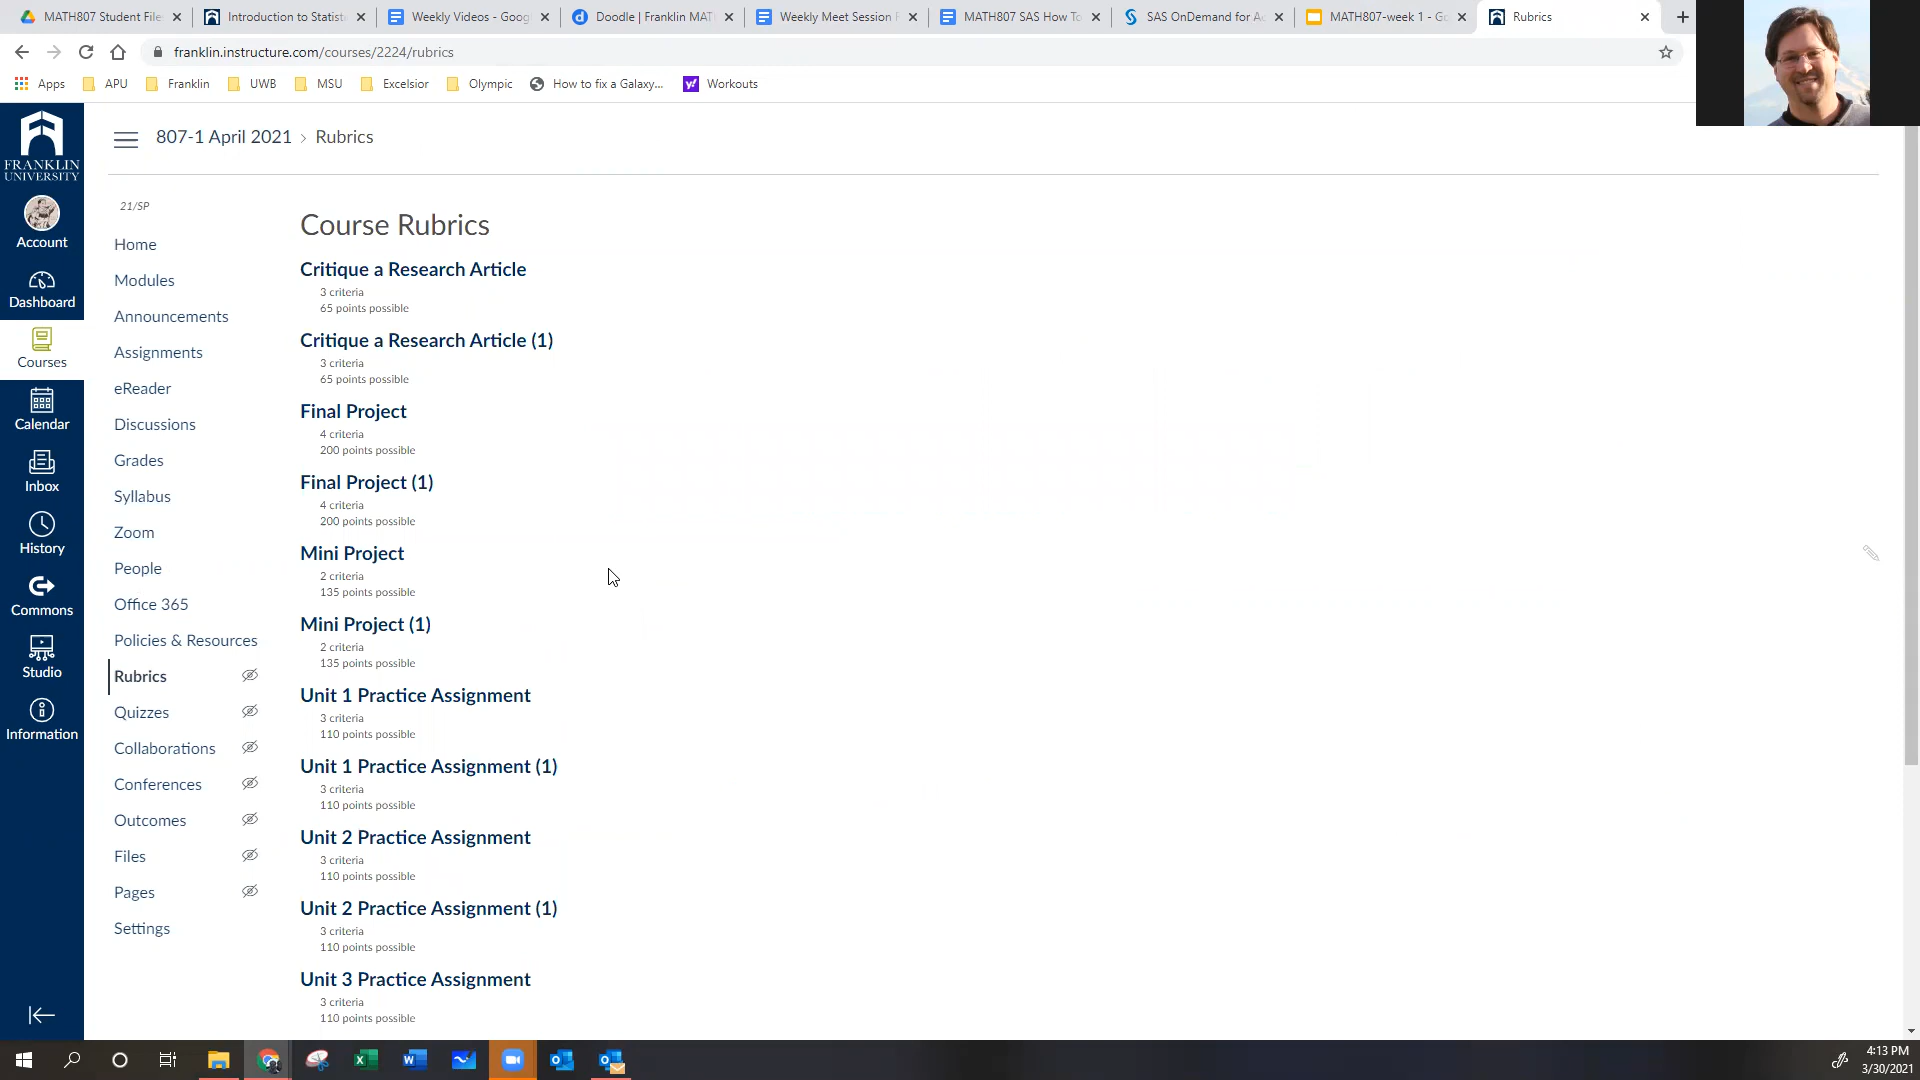 MATH807 Student File
Introduction to Statist
Weekly Videos - Goog
Doodle | Franklin MAT
Weekly Meet Session F
MATH807 SAS How To
SAS OnDemand for Ac
MATH807-week 1 - Go
Rubrics
franklin.instructure.com/courses/2224/rubrics
Apps
APU
Franklin
UWB
MSU
Excelsior
Olympic
How to fix a Galaxy...
Workouts
FRANKLIN
UNIVERSITY
Account
Dashboard
Courses
Calendar
Inbox
History
Commons
Studio
Information
807-1 April 2021 › Rubrics
21/SP
Home
Modules
Announcements
Assignments
eReader
Discussions
Grades
Syllabus
Zoom
People
Office 365
Policies & Resources
Rubrics
Quizzes
Collaborations
Conferences
Outcomes
Files
Pages
Settings
Course Rubrics
Critique a Research Article
3 criteria
65 points possible
Critique a Research Article (1)
3 criteria
65 points possible
Final Project
4 criteria
200 points possible
Final Project (1)
4 criteria
200 points possible
Mini Project
2 criteria
135 points possible
Mini Project (1)
2 criteria
135 points possible
Unit 1 Practice Assignment
3 criteria
110 points possible
Unit 1 Practice Assignment (1)
3 criteria
110 points possible
Unit 2 Practice Assignment
3 criteria
110 points possible
Unit 2 Practice Assignment (1)
3 criteria
110 points possible
Unit 3 Practice Assignment
3 criteria
110 points possible
4:13 PM
3/30/2021